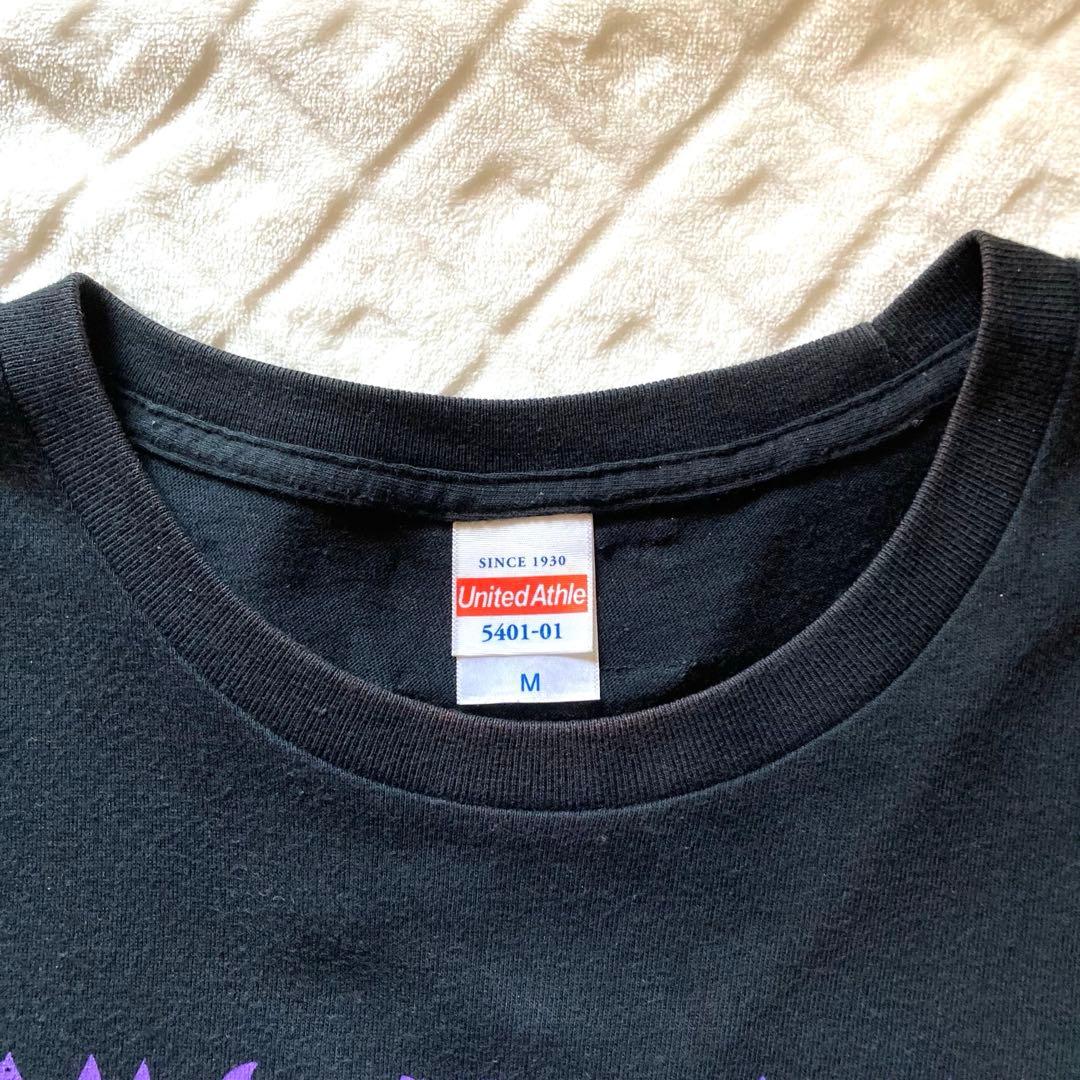 SINCE 1930
United Athle
5401-01
M